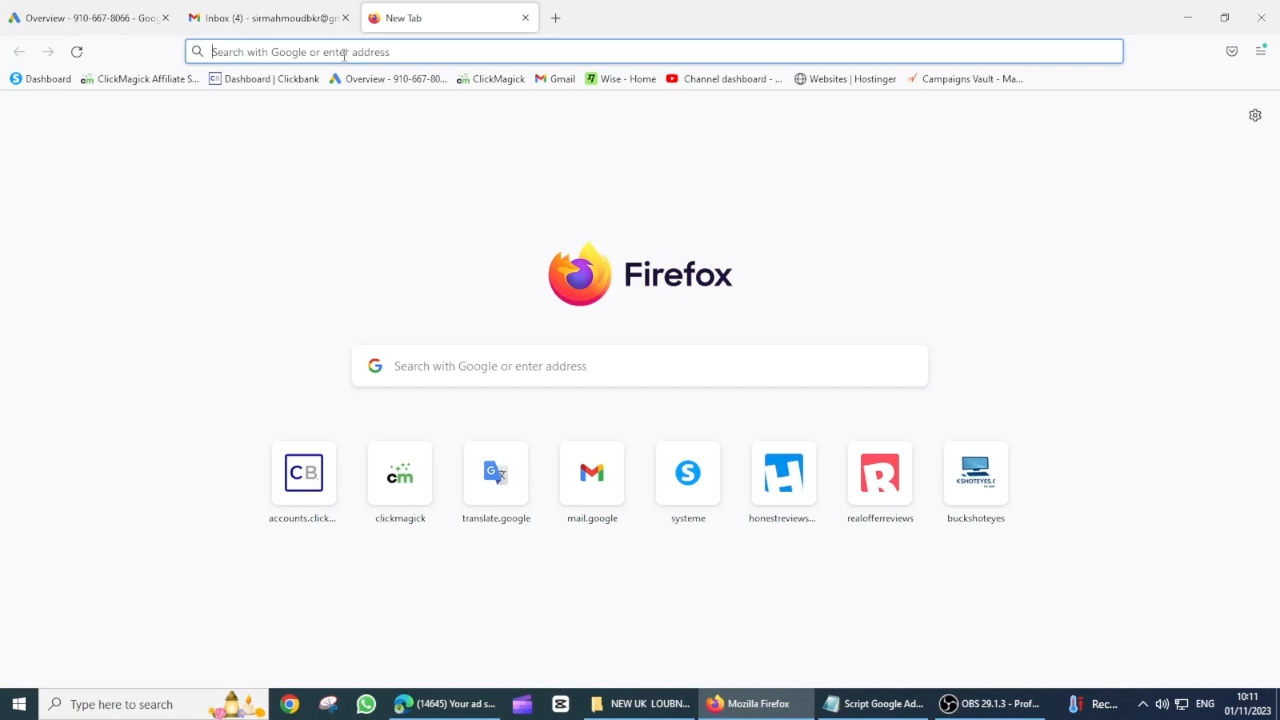 Overview - 910-667-8066 - Goog
Inbox (4) - sirmahmoudbkr@gm
New Tab
Search with Google or enter address
Dashboard
ClickMagick Affiliate S...
Dashboard | Clickbank
Overview - 910-667-80...
ClickMagick
Gmail
Wise - Home
Channel dashboard - ...
Websites | Hostinger
Campaigns Vault - Ma...
Firefox
Search with Google or enter address
CB
cm
S
H
R
KSHOTEYES.C
accounts.click...
clickmagick
translate.google
mail.google
systeme
honestreviews...
realofferreviews
buckshoteyes
Type here to search
(14645) Your ad s...
NEW UK LOUBN...
Mozilla Firefox
Script Google Ad...
OBS 29.1.3 - Prof...
Rec...
ENG
10:11
01/11/2023